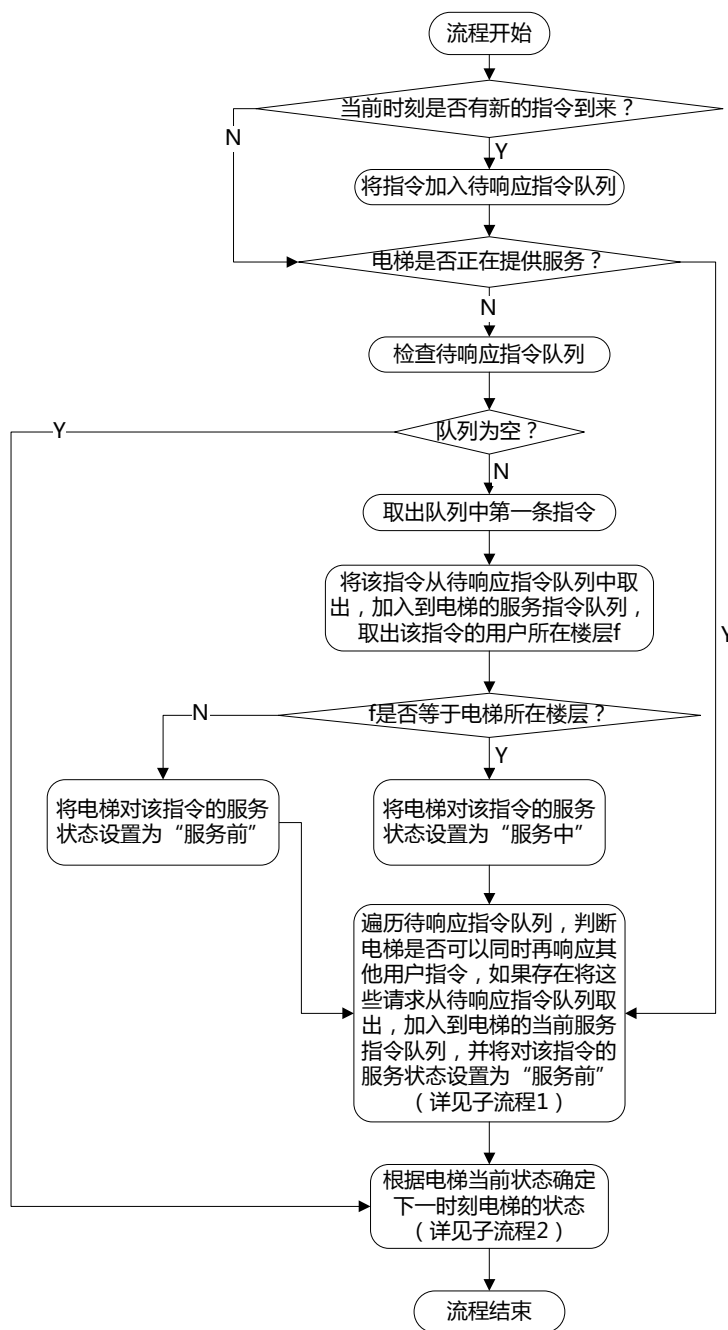 流程开始
当前时刻是否有新的指令到来？
N
Y
将指令加入待响应指令队列
电梯是否正在提供服务？
N
检查待响应指令队列
Y
队列为空？
N
取出队列中第一条指令
将该指令从待响应指令队列中取
出，加入到电梯的服务指令队列，
取出该指令的用户所在楼层f
Y
N
f是否等于电梯所在楼层？
Y
将电梯对该指令的服务
状态设置为“服务前”
将电梯对该指令的服务
状态设置为“服务中”
遍历待响应指令队列，判断
电梯是否可以同时再响应其
他用户指令，如果存在将这
些请求从待响应指令队列取
出，加入到电梯的当前服务
指令队列，并将对该指令的
服务状态设置为“服务前”
（详见子流程1）
根据电梯当前状态确定
下一时刻电梯的状态
（详见子流程2）
流程结束